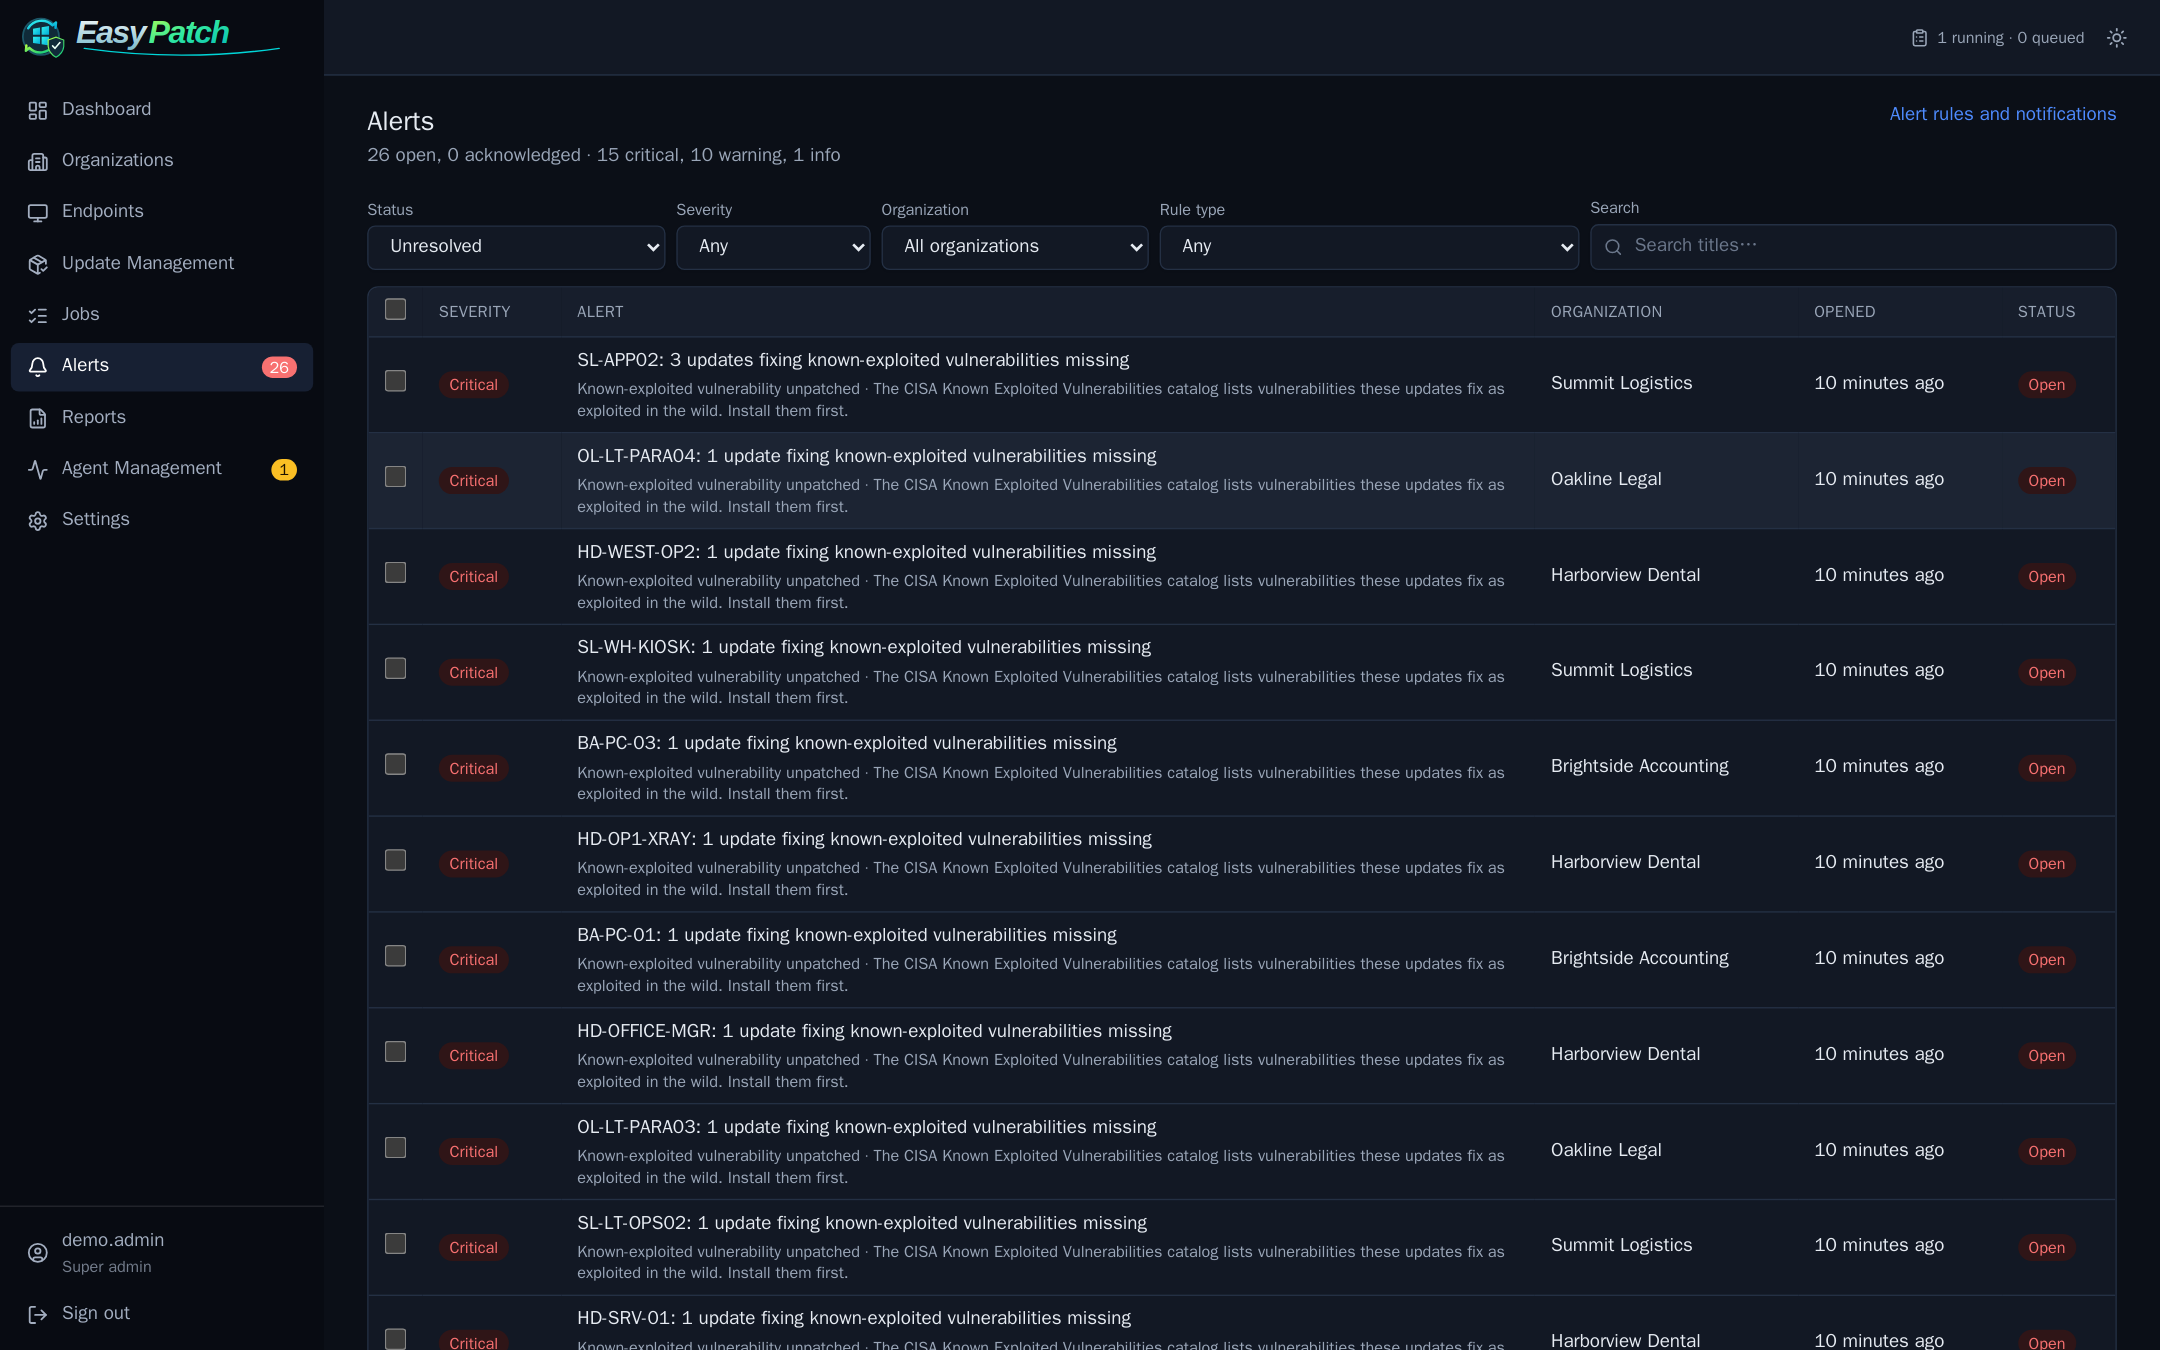 EasyPatch
1 running · 0 queued
Dashboard
Organizations
Endpoints
Update Management
Jobs
Alerts 26
Reports
Agent Management 1
Settings
demo.admin
Super admin
Sign out
Alerts
Alert rules and notifications
26 open, 0 acknowledged · 15 critical, 10 warning, 1 info
Status Severity Organization Rule type Search
Unresolved Any All organizations Any Search titles…
SEVERITY ALERT ORGANIZATION OPENED STATUS
SL-APP02: 3 updates fixing known-exploited vulnerabilities missing
Critical Known-exploited vulnerability unpatched · The CISA Known Exploited Vulnerabilities catalog lists vulnerabilities these updates fix as Summit Logistics 10 minutes ago Open
exploited in the wild. Install them first.
OL-LT-PARA04: 1 update fixing known-exploited vulnerabilities missing
Critical Known-exploited vulnerability unpatched · The CISA Known Exploited Vulnerabilities catalog lists vulnerabilities these updates fix as Oakline Legal 10 minutes ago Open
exploited in the wild. Install them first.
HD-WEST-OP2: 1 update fixing known-exploited vulnerabilities missing
Critical Known-exploited vulnerability unpatched · The CISA Known Exploited Vulnerabilities catalog lists vulnerabilities these updates fix as Harborview Dental 10 minutes ago Open
exploited in the wild. Install them first.
SL-WH-KIOSK: 1 update fixing known-exploited vulnerabilities missing
Critical Known-exploited vulnerability unpatched · The CISA Known Exploited Vulnerabilities catalog lists vulnerabilities these updates fix as Summit Logistics 10 minutes ago Open
exploited in the wild. Install them first.
BA-PC-03: 1 update fixing known-exploited vulnerabilities missing
Critical Known-exploited vulnerability unpatched · The CISA Known Exploited Vulnerabilities catalog lists vulnerabilities these updates fix as Brightside Accounting 10 minutes ago Open
exploited in the wild. Install them first.
HD-OP1-XRAY: 1 update fixing known-exploited vulnerabilities missing
Critical Known-exploited vulnerability unpatched · The CISA Known Exploited Vulnerabilities catalog lists vulnerabilities these updates fix as Harborview Dental 10 minutes ago Open
exploited in the wild. Install them first.
BA-PC-01: 1 update fixing known-exploited vulnerabilities missing
Critical Known-exploited vulnerability unpatched · The CISA Known Exploited Vulnerabilities catalog lists vulnerabilities these updates fix as Brightside Accounting 10 minutes ago Open
exploited in the wild. Install them first.
HD-OFFICE-MGR: 1 update fixing known-exploited vulnerabilities missing
Critical Known-exploited vulnerability unpatched · The CISA Known Exploited Vulnerabilities catalog lists vulnerabilities these updates fix as Harborview Dental 10 minutes ago Open
exploited in the wild. Install them first.
OL-LT-PARA03: 1 update fixing known-exploited vulnerabilities missing
Critical Known-exploited vulnerability unpatched · The CISA Known Exploited Vulnerabilities catalog lists vulnerabilities these updates fix as Oakline Legal 10 minutes ago Open
exploited in the wild. Install them first.
SL-LT-OPS02: 1 update fixing known-exploited vulnerabilities missing
Critical Known-exploited vulnerability unpatched · The CISA Known Exploited Vulnerabilities catalog lists vulnerabilities these updates fix as Summit Logistics 10 minutes ago Open
exploited in the wild. Install them first.
HD-SRV-01: 1 update fixing known-exploited vulnerabilities missing
Critical Known-exploited vulnerability unpatched · The CISA Known Exploited Vulnerabilities catalog lists vulnerabilities these updates fix as Harborview Dental 10 minutes ago Open